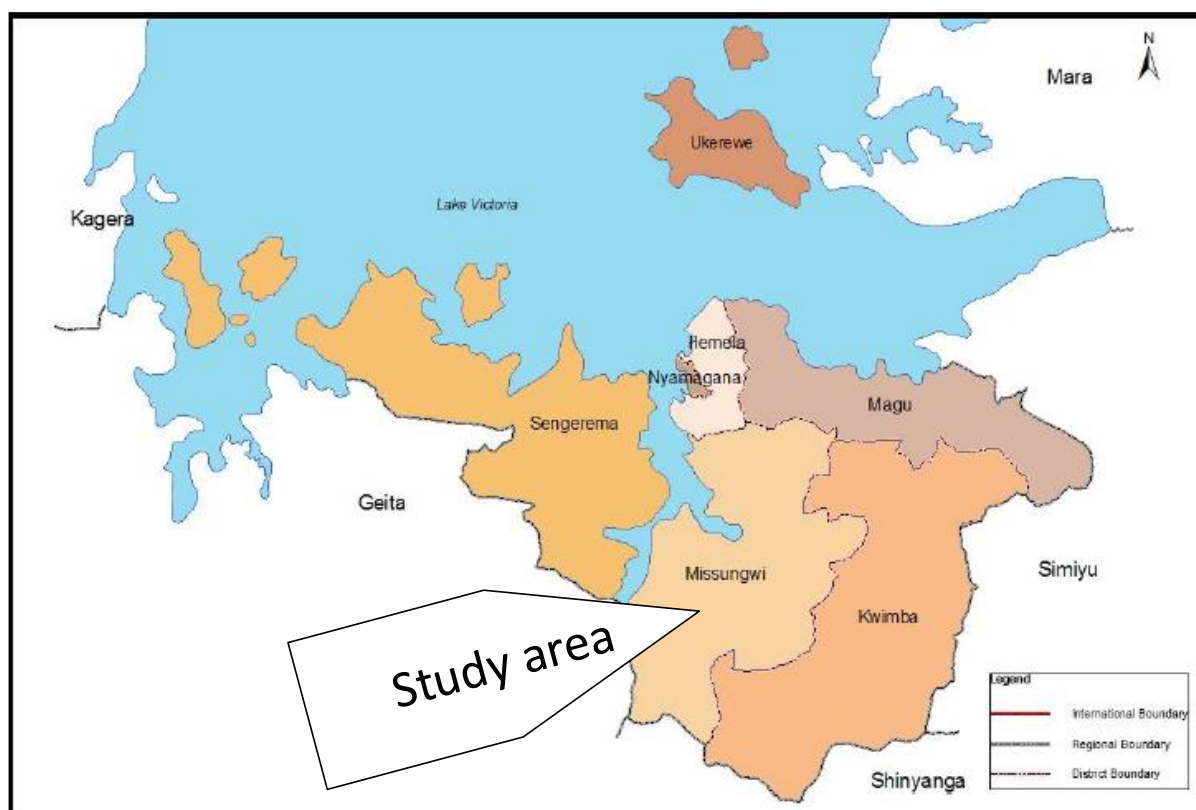 N
Mara
Ukerewe
Lake Victoria
Kagera
Ilemela
Nyamagana
Magu
Sengerema
Geita
Missungwi
Simiyu
Kwimba
Study area
Legend
International Boundary
Regional Boundary
District Boundary
Shinyanga